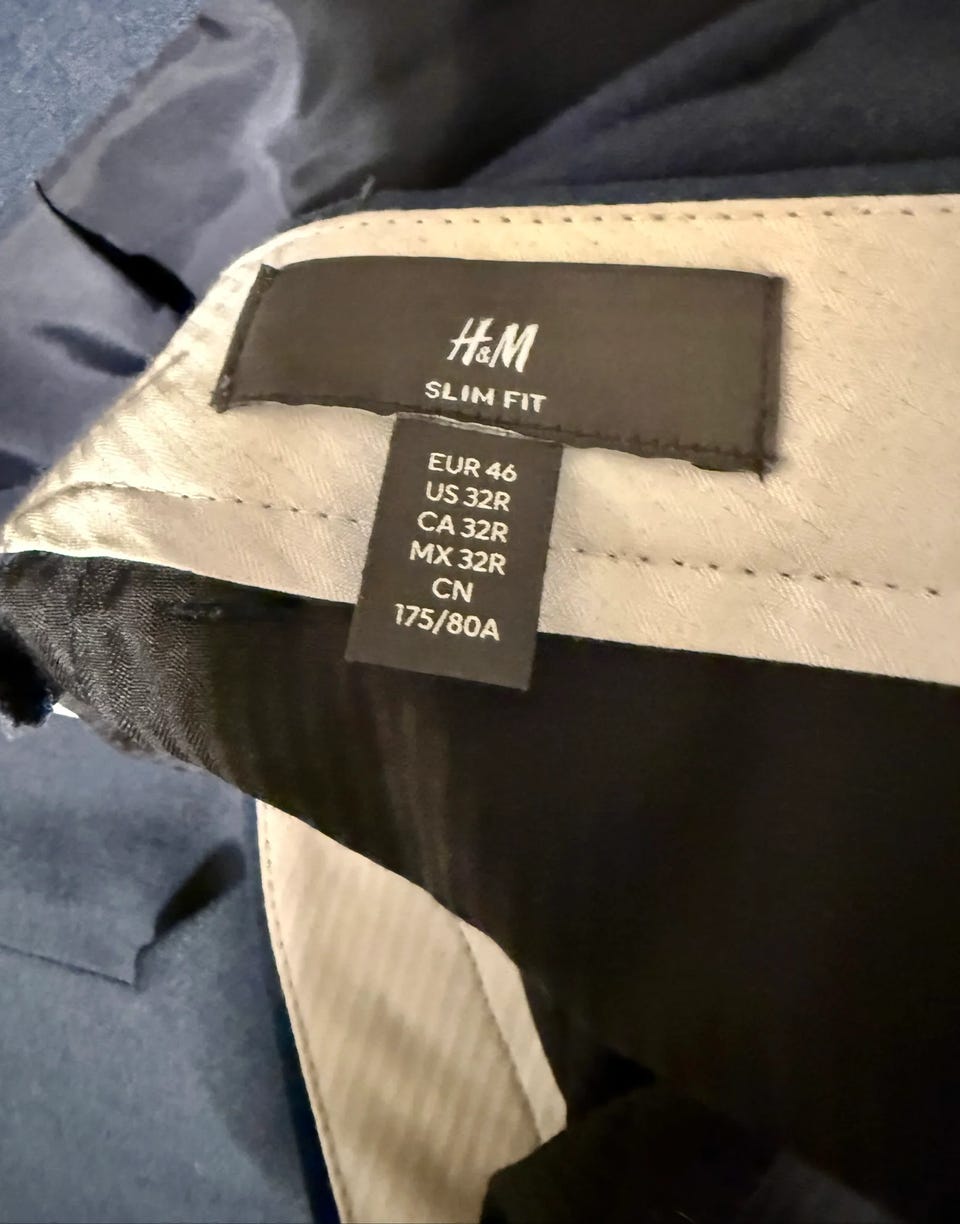 H&M
SLIM FIT
EUR 46
US 32R
CA 32R
MX 32R
CN
175/80A